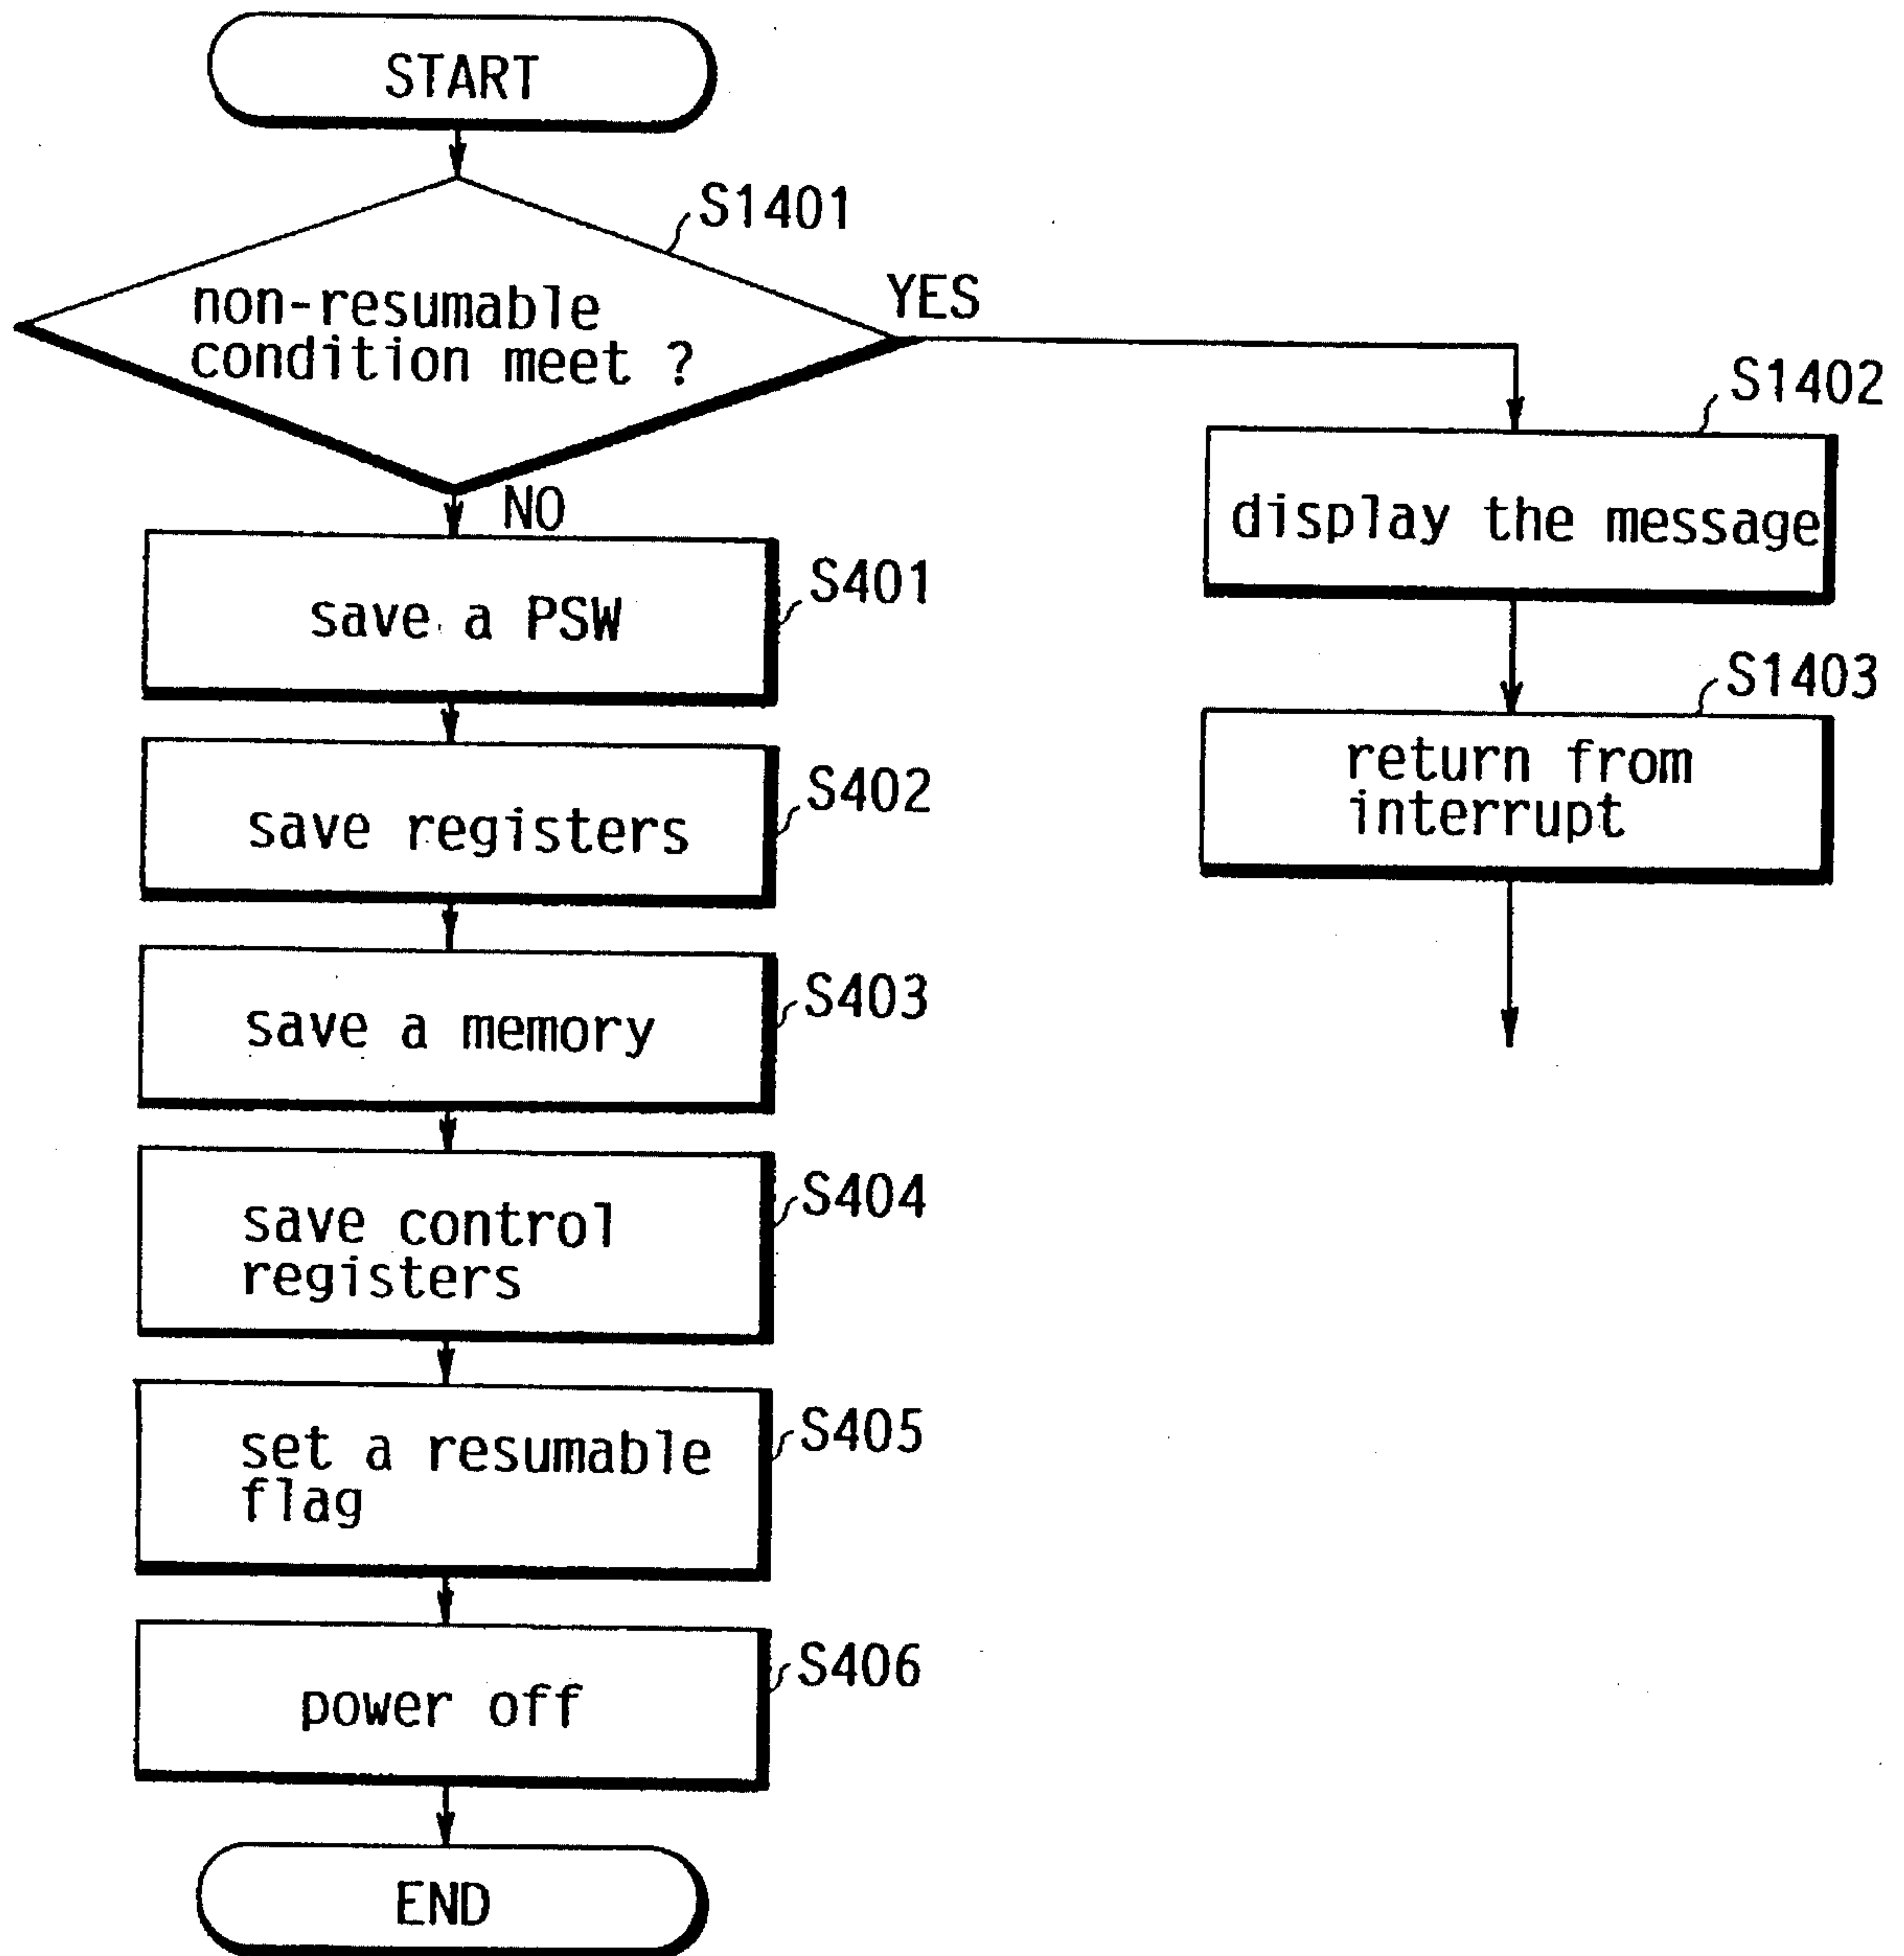 START
S1401
non-resumable
condition meet ?
YES
NO
S1402
display the message
S1403
return from
interrupt
save a PSW
S401
save registers
S402
save a memory
S403
save control
registers
S404
set a resumable
flag
S405
power off
S406
END